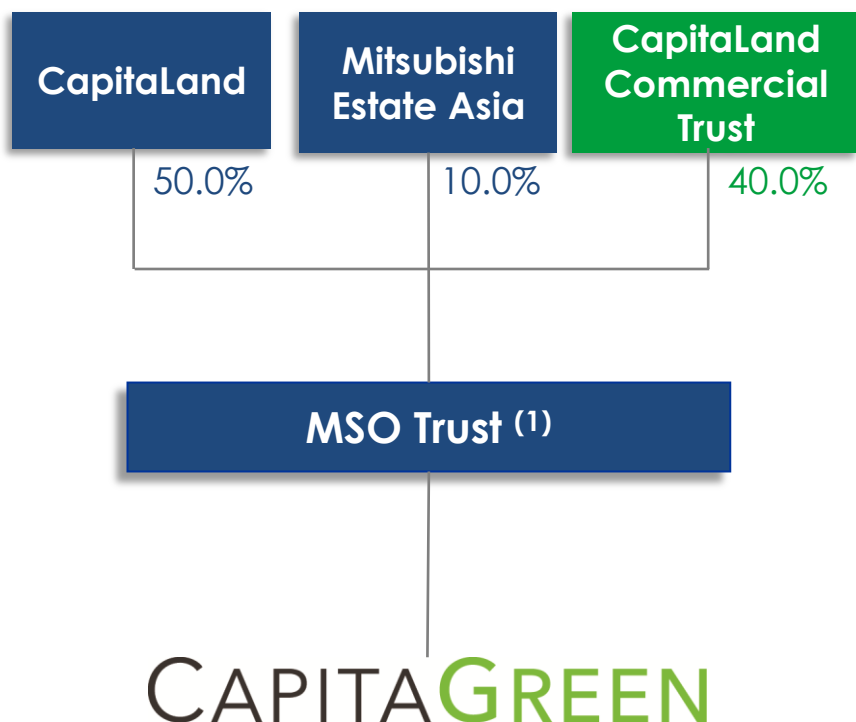 CapitaLand
Mitsubishi
Estate Asia
CapitaLand
Commercial
Trust
50.0%
10.0%
40.0%
MSO Trust (1)
CAPITAGREEN